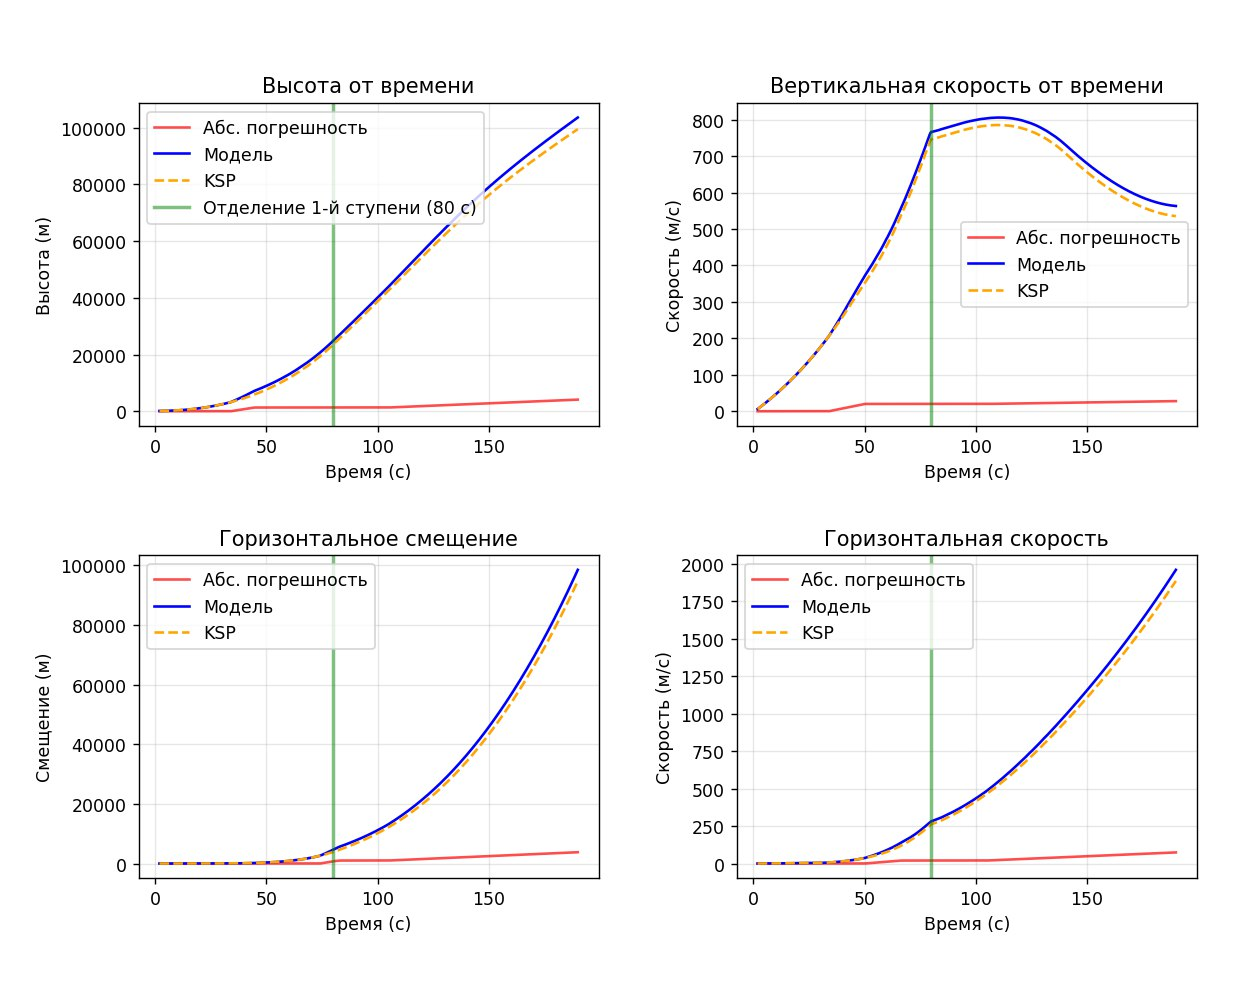 Высота от времени
Абс. погрешность
Модель
KSP
Отделение 1-й ступени (80 с)
Высота (м)
100000
80000
60000
40000
20000
0
0 50 100 150
Время (с)
Вертикальная скорость от времени
Абс. погрешность
Модель
KSP
Скорость (м/с)
800
700
600
500
400
300
200
100
0
0 50 100 150
Время (с)
Горизонтальное смещение
Абс. погрешность
Модель
KSP
Смещение (м)
100000
80000
60000
40000
20000
0
0 50 100 150
Время (с)
Горизонтальная скорость
Абс. погрешность
Модель
KSP
Скорость (м/с)
2000
1750
1500
1250
1000
750
500
250
0
0 50 100 150
Время (с)